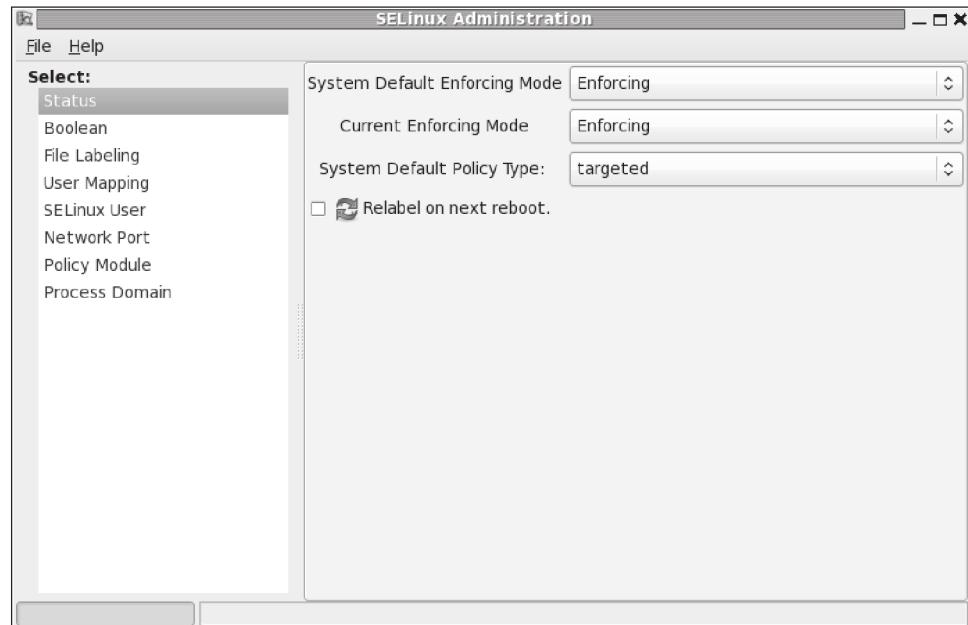 SELinux Administration
File Help
Select:
Status
Boolean
File Labeling
User Mapping
SELinux User
Network Port
Policy Module
Process Domain
System Default Enforcing Mode Enforcing
Current Enforcing Mode Enforcing
System Default Policy Type: targeted
Relabel on next reboot.